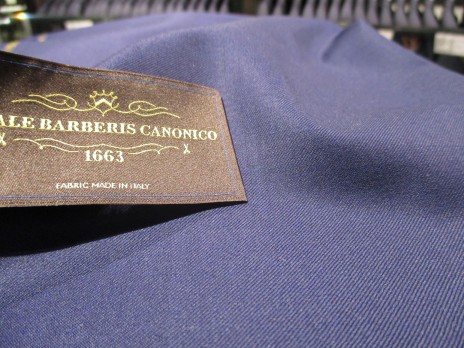 ALE BARBERIS CANONICO
1663
FABRIC MADE IN ITALY